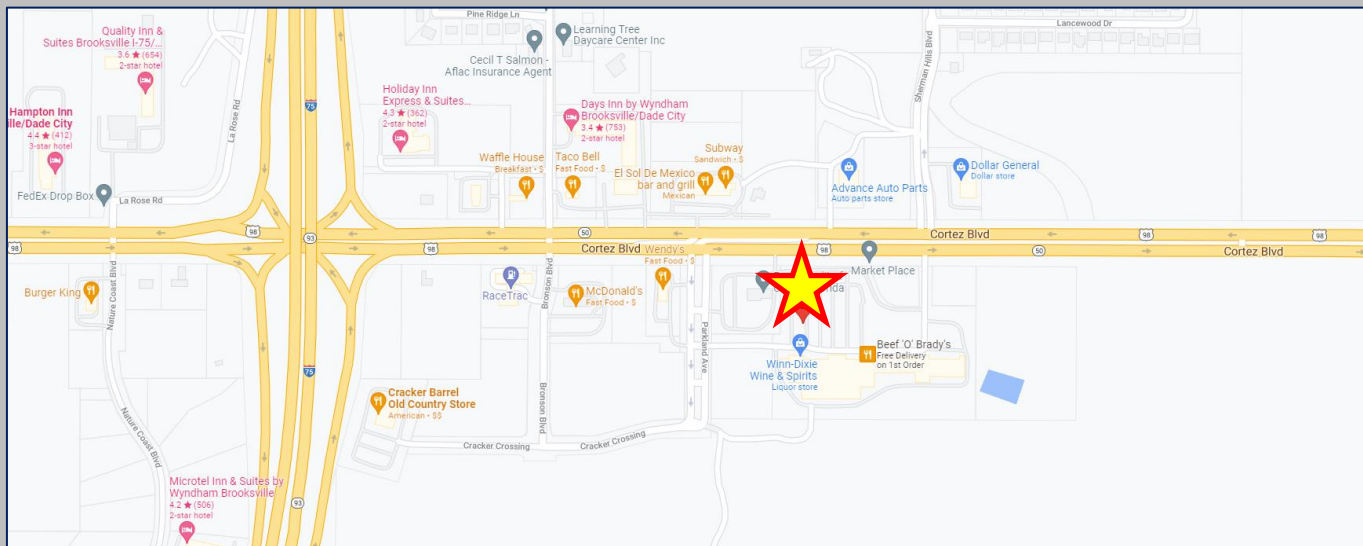 Pine Ridge Ln
Lancewood Dr
Quality Inn &
Suites Brooksville I-75/...
3.6 ★ (654)
2-star hotel
Learning Tree
Daycare Center Inc
Cecil T Salmon -
Aflac Insurance Agent
Sherman Hills Blvd
Hampton Inn
ille/Dade City
4.4 ★ (412)
3-star hotel
La Rose Rd
75
Holiday Inn
Express & Suites...
4.3 ★ (362)
2-star hotel
Days Inn by Wyndham
Brooksville/Dade City
3.4 ★ (753)
2-star hotel
Waffle House
Breakfast • $
Taco Bell
Fast Food • $
Subway
Sandwich • $
El Sol De Mexico
bar and grill
Mexican
Advance Auto Parts
Auto parts store
Dollar General
Dollar store
FedEx Drop Box
La Rose Rd
98
93
50
Cortez Blvd
98
98
98
98
Cortez Blvd
Wendy's
Fast Food • $
98
50
Cortez Blvd
Market Place
nda
Burger King
Nature Coast Blvd
RaceTrac
Bronson Blvd
McDonald's
Fast Food • $
Parkland Ave
Winn-Dixie
Wine & Spirits
Liquor store
Beef 'O' Brady's
Free Delivery
on 1st Order
75
Cracker Barrel
Old Country Store
American • $$
Bronson Blvd
Nature Coast Blvd
Cracker Crossing
Cracker Crossing
Microtel Inn & Suites by
Wyndham Brooksville
4.2 ★ (506)
2-star hotel
93